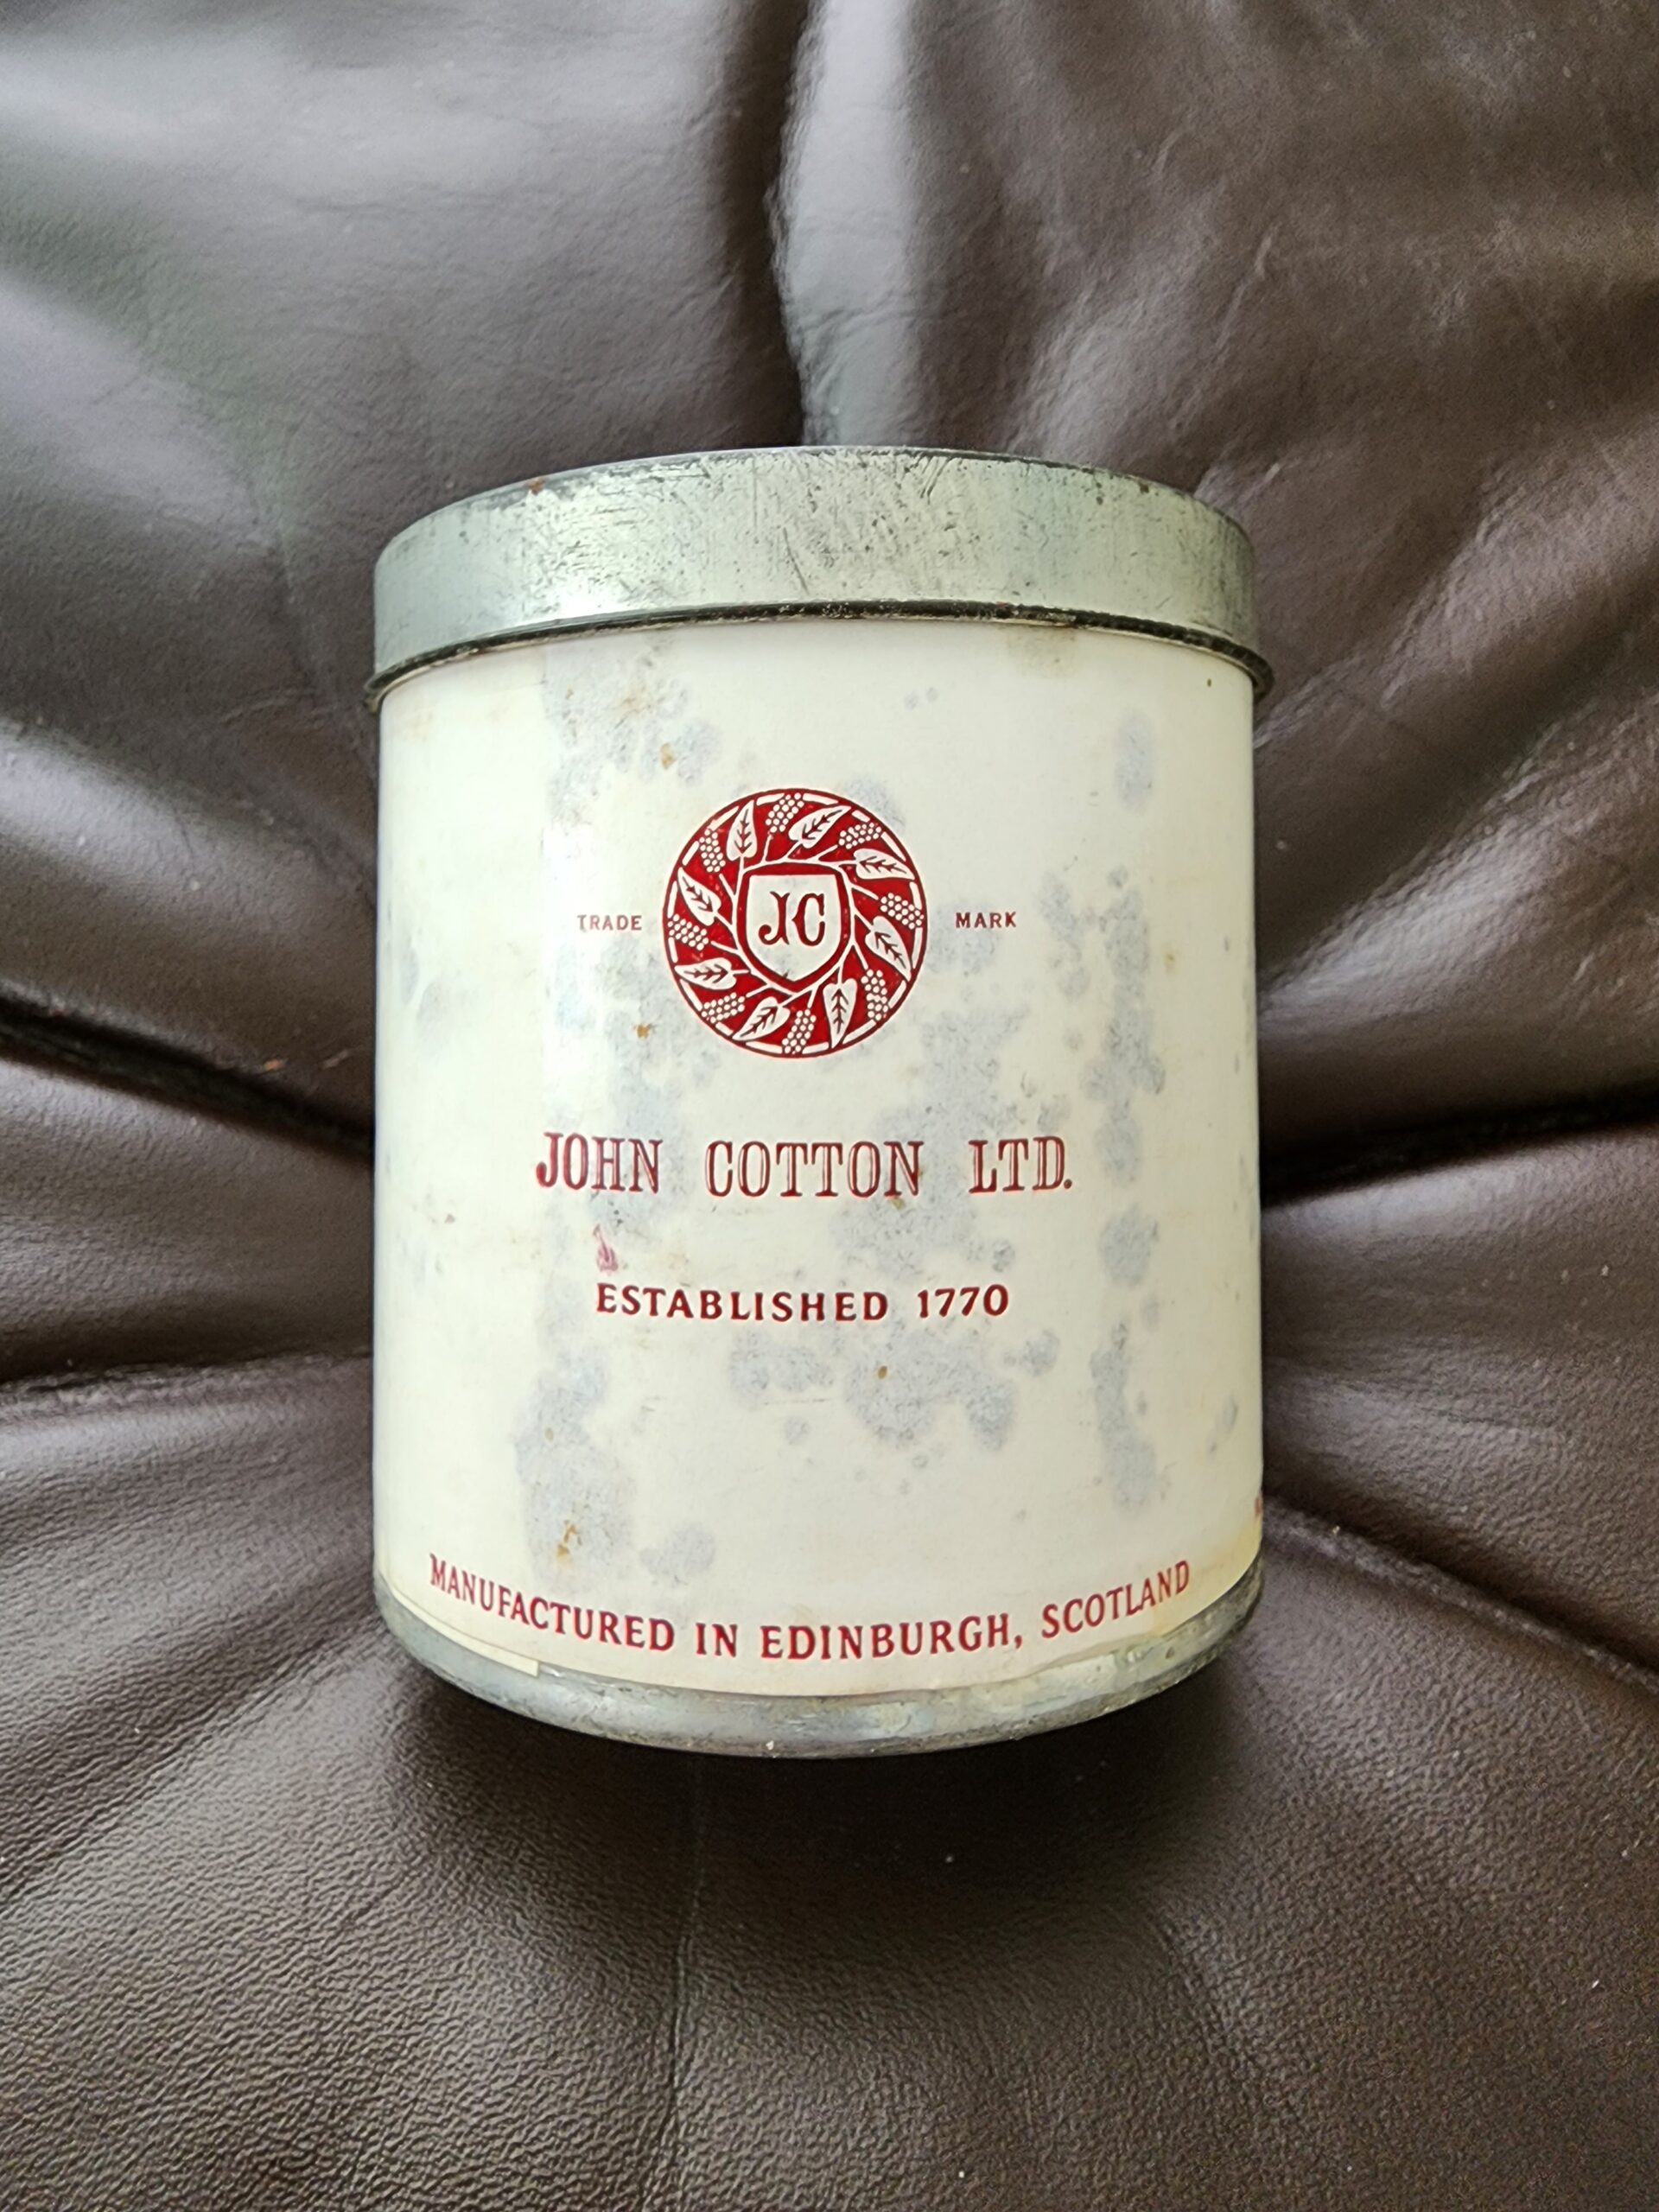 TRADE JC MARK
JOHN COTTON LTD.
ESTABLISHED 1770
MANUFACTURED IN EDINBURGH, SCOTLAND